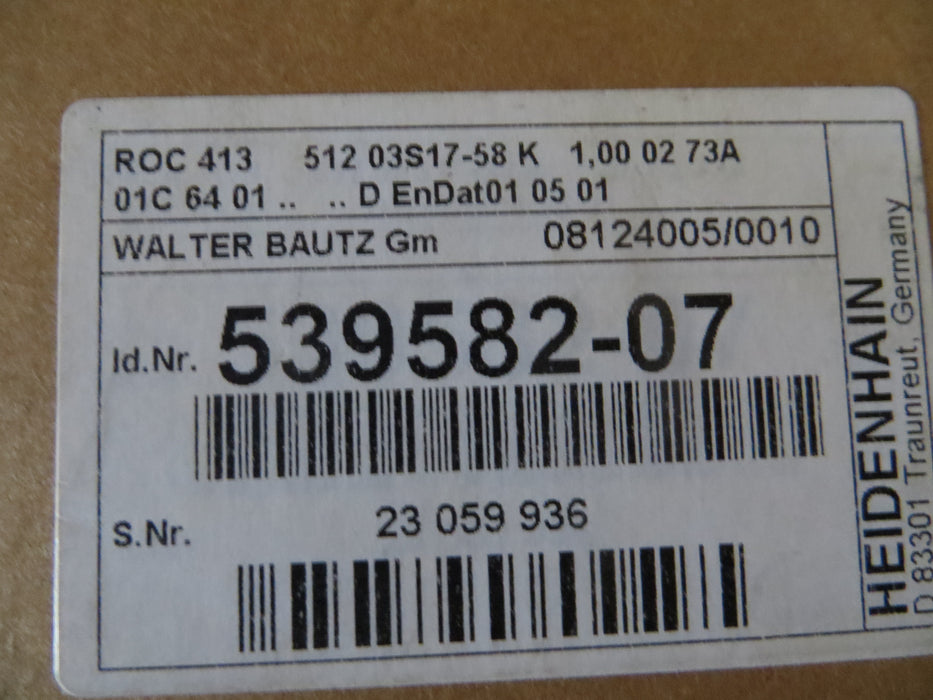 ROC 413 512 03S17-58 K 1,00 02 73A
01C 64 01 .. .. D EnDat01 05 01
WALTER BAUTZ Gm 08124005/0010
Id.Nr. 539582-07
S.Nr. 23 059 936
HEIDENHAIN
D 83301 Traunreut, Germany